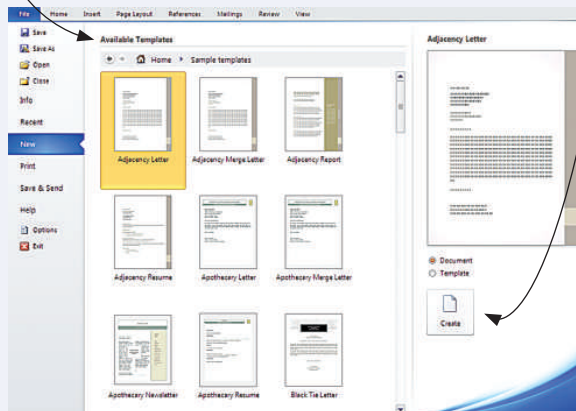 File Home Insert Page Layout References Mailings Review View
Save
Save As
Open
Close
Info
Recent
New
Print
Save & Send
Help
Options
Exit
Available Templates
Home Sample templates
Adjacency Letter Adjacency Merge Letter Adjacency Report
Adjacency Resume Apothecary Letter Apothecary Merge Letter
Apothecary Newsletter Apothecary Resume Black Tie Letter
Adjacency Letter
Document
Template
Create